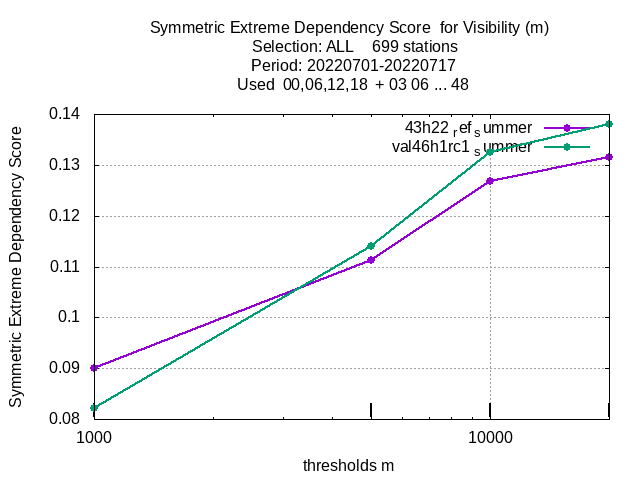 Symmetric Extreme Dependency Score for Visibility (m)
Selection: ALL 699 stations
Period: 20220701-20220717
Used 00,06,12,18 + 03 06 ... 48
Symmetric Extreme Dependency Score
0.14
0.13
0.12
0.11
0.1
0.09
0.08
43h22 ref summer
val46h1rc1 summer
1000
10000
thresholds m